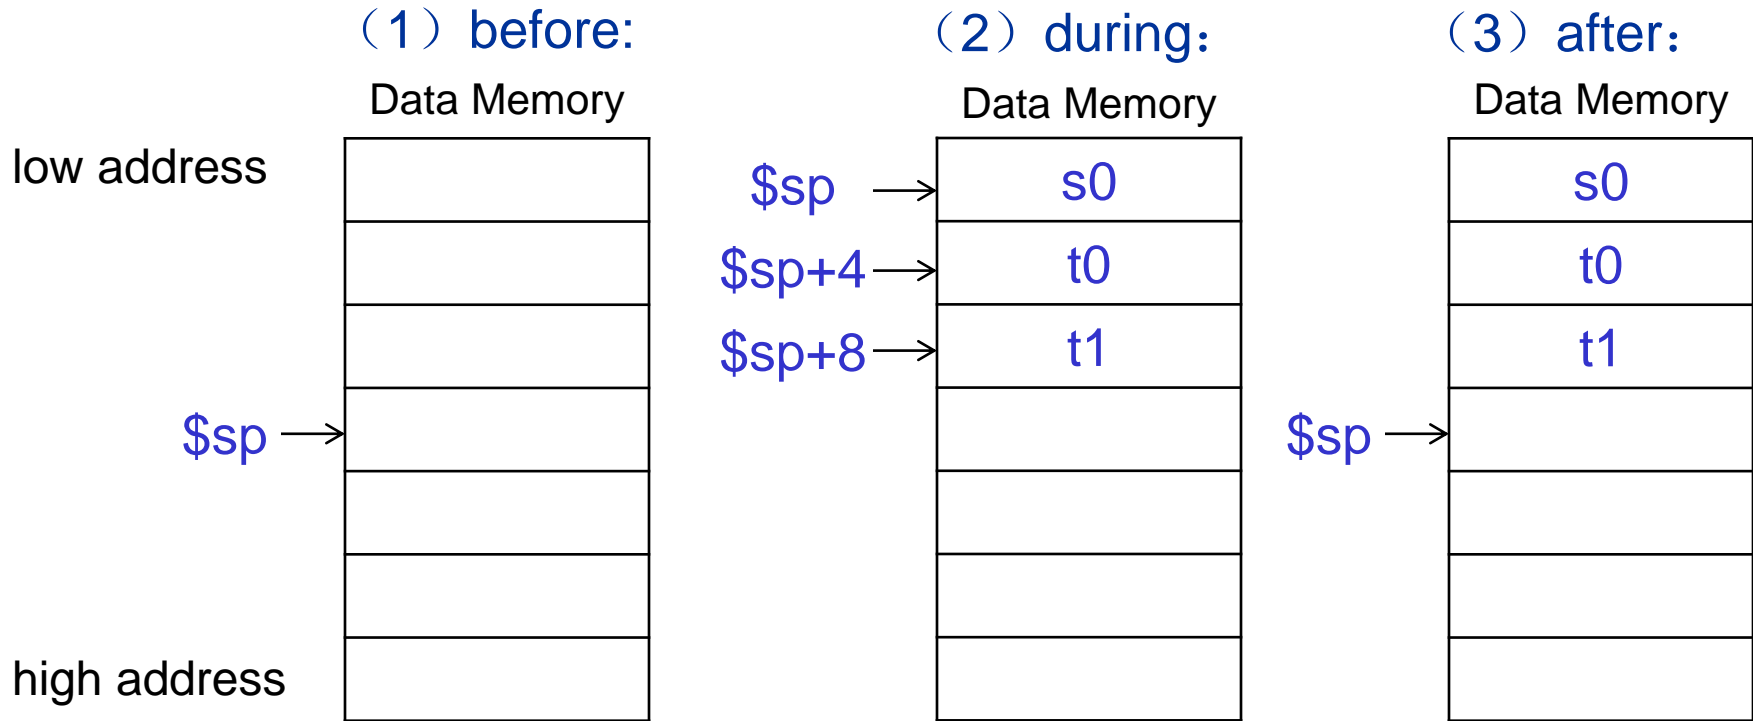 （1）before:
（2）during：
（3）after：
Data Memory
Data Memory
Data Memory
low address
$sp
s0
s0
$sp+4
t0
t0
$sp+8
t1
t1
$sp
$sp
high address